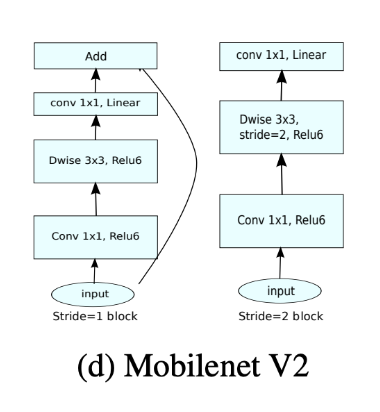 Add
conv 1x1, Linear
Dwise 3x3, Relu6
Conv 1x1, Relu6
input
Stride=1 block
conv 1x1, Linear
Dwise 3x3,
stride=2, Relu6
Conv 1x1, Relu6
input
Stride=2 block
(d) Mobilenet V2